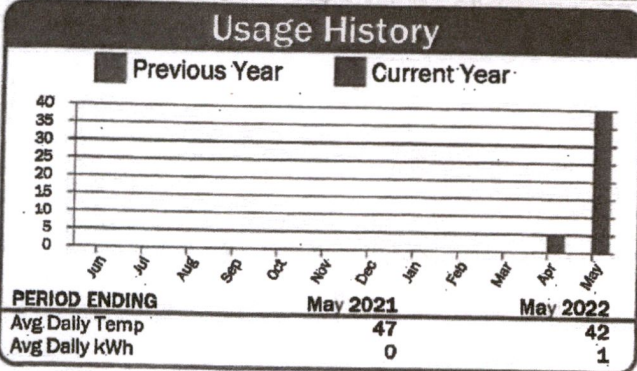 Usage History
Previous Year Current Year
40
35
30
25
20
15
10
5
0
Jun Jul Aug Sep Oct Nov Dec Jan Feb Mar Apr May
PERIOD ENDING May 2021 May 2022
Avg Daily Temp 47 42
Avg Daily kWh 0 1